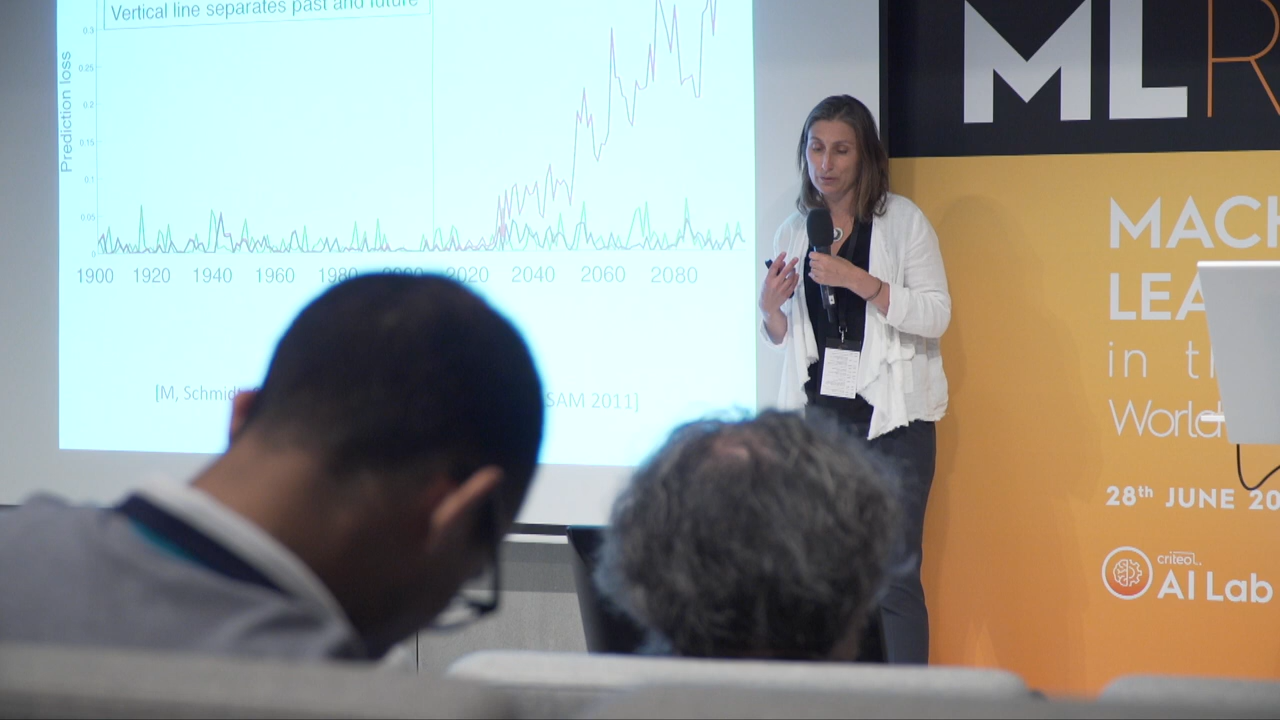 Vertical line separates past and future
Prediction loss
0.3
0.25
0.2
0.15
0.1
0.05
0
1900 1920 1940 1960 1980 2000 2020 2040 2060 2080
[M, Schmidt SAM 2011]
ML
MACH
LEA
in t
World
28th JUNE 20
criteo
AI Lab